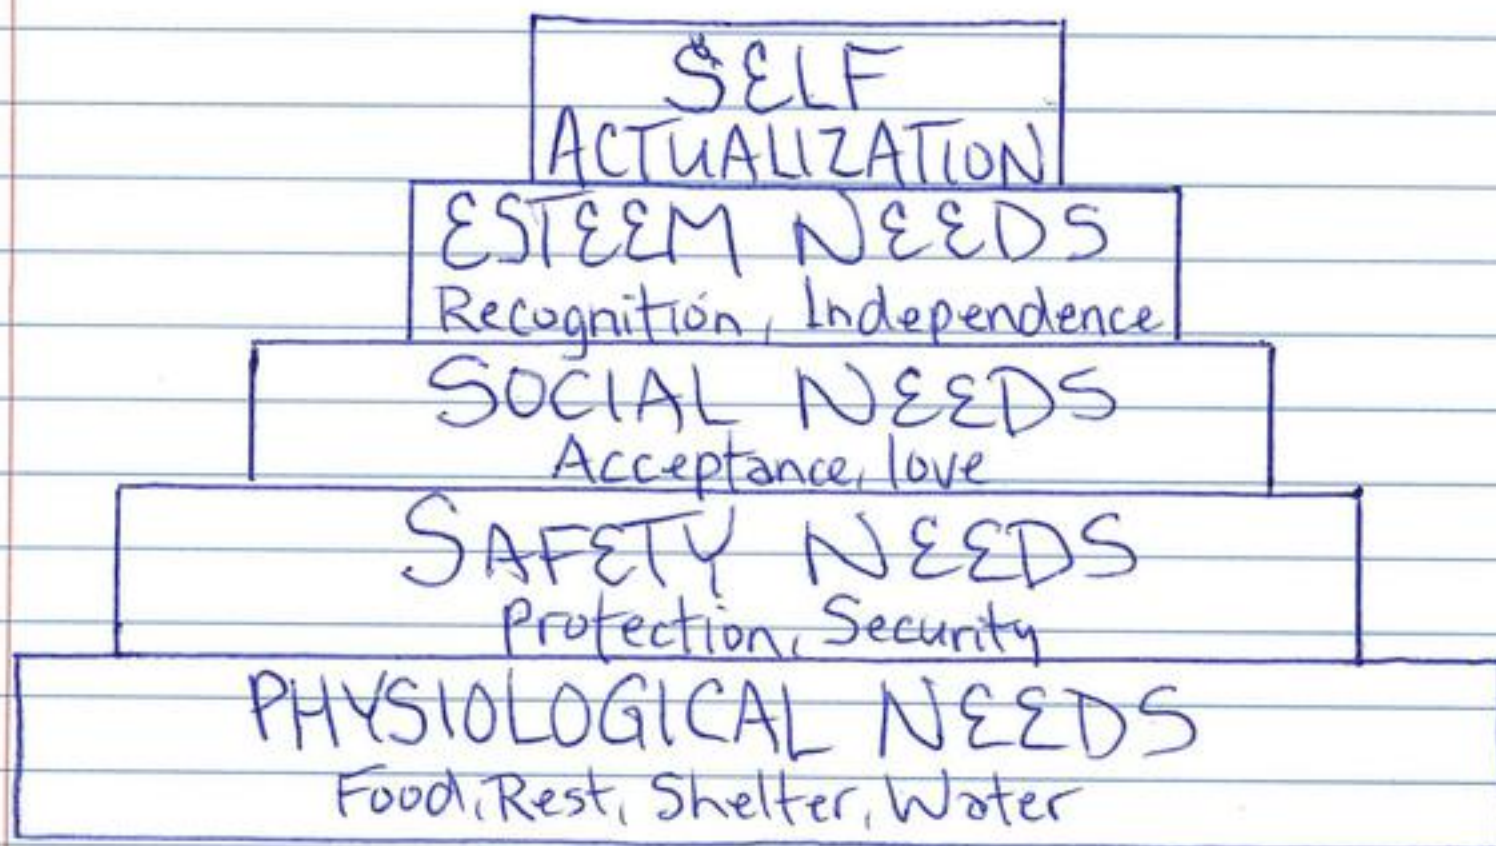 SELF
ACTUALIZATION
ESTEEM NEEDS
Recognition, Independence
SOCIAL NEEDS
Acceptance, love
SAFETY NEEDS
Protection, Security
PHYSIOLOGICAL NEEDS
Food, Rest, Shelter, Water